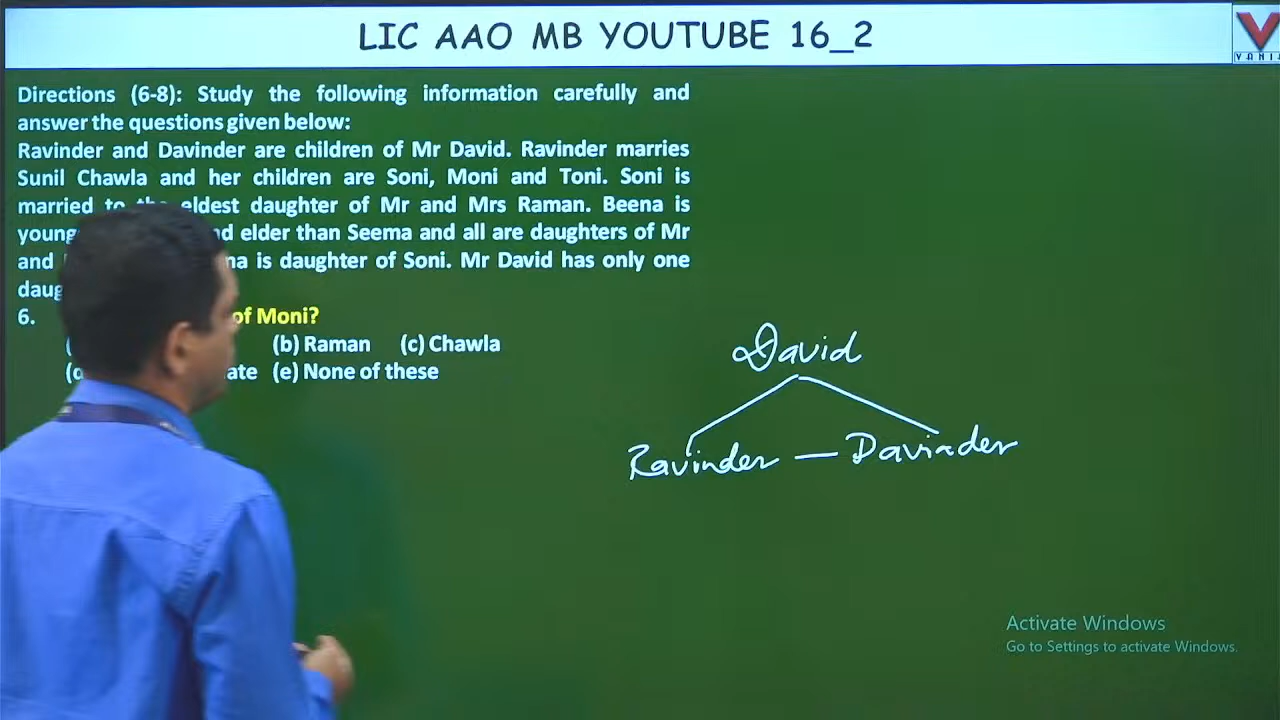 LIC AAO MB YOUTUBE 16_2
V
Directions (6-8): Study the following information carefully and
answer the questions given below:
Ravinder and Davinder are children of Mr David. Ravinder marries
Sunil Chawla and her children are Soni, Moni and Toni. Soni is
married to the eldest daughter of Mr and Mrs Raman. Beena is
elder than Seema and all are daughters of Mr
and is daughter of Soni. Mr David has only one
6. of Moni?
(b) Raman (c) Chawla
(e) None of these
David
Ravinder — Davinder
Activate Windows
Go to Settings to activate Windows.